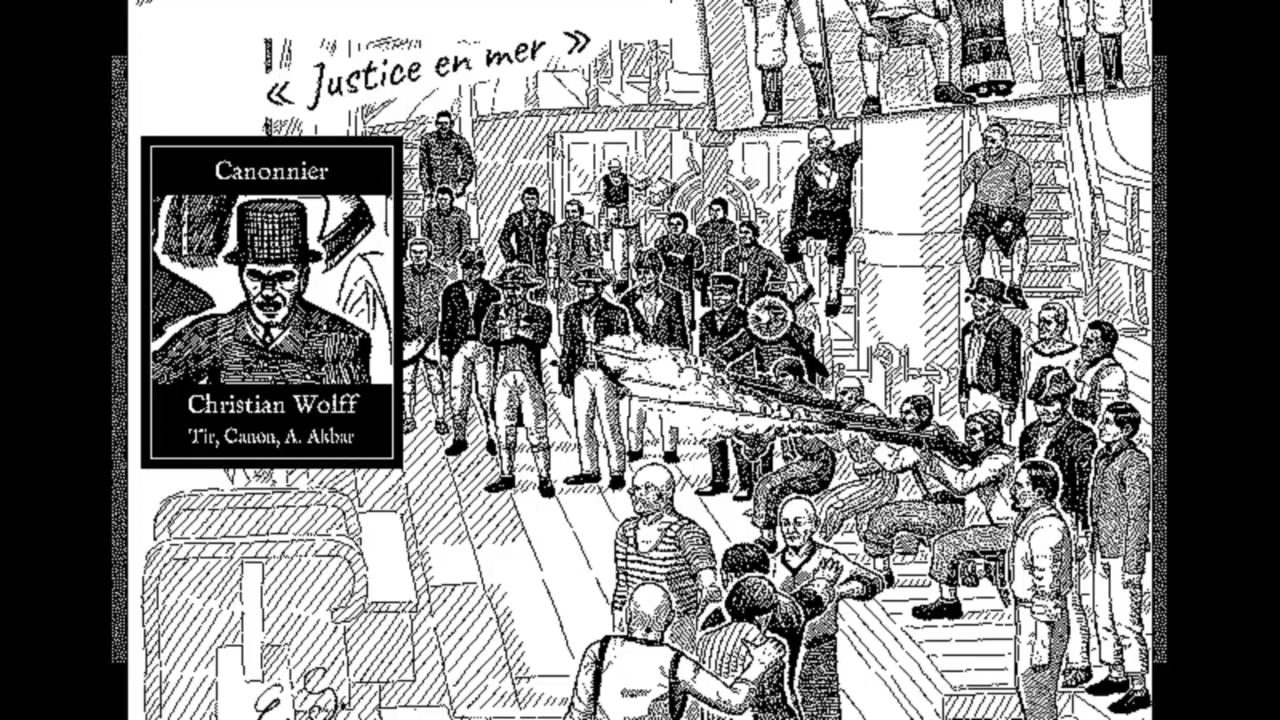 « Justice en mer »
Canonnier
Christian Wolff
Tir, Canon, A. Akbar